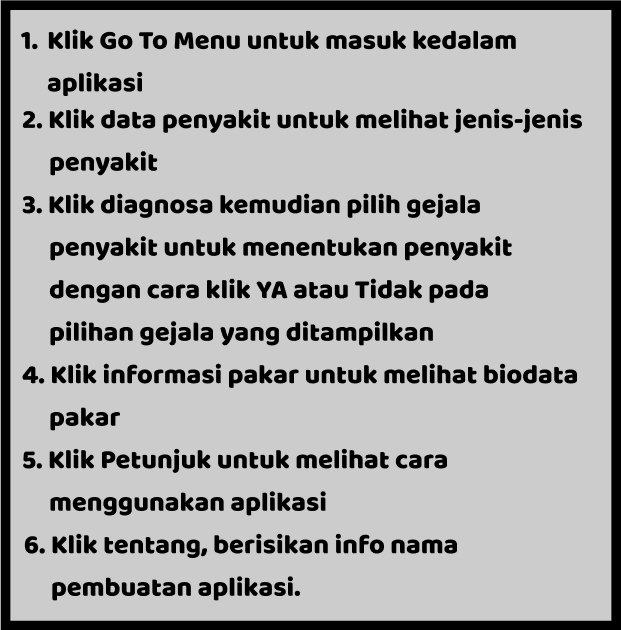 1. Klik Go To Menu untuk masuk kedalam
aplikasi
2. Klik data penyakit untuk melihat jenis-jenis
penyakit
3. Klik diagnosa kemudian pilih gejala
penyakit untuk menentukan penyakit
dengan cara klik YA atau Tidak pada
pilihan gejala yang ditampilkan
4. Klik informasi pakar untuk melihat biodata
pakar
5. Klik Petunjuk untuk melihat cara
menggunakan aplikasi
6. Klik tentang, berisikan info nama
pembuatan aplikasi.